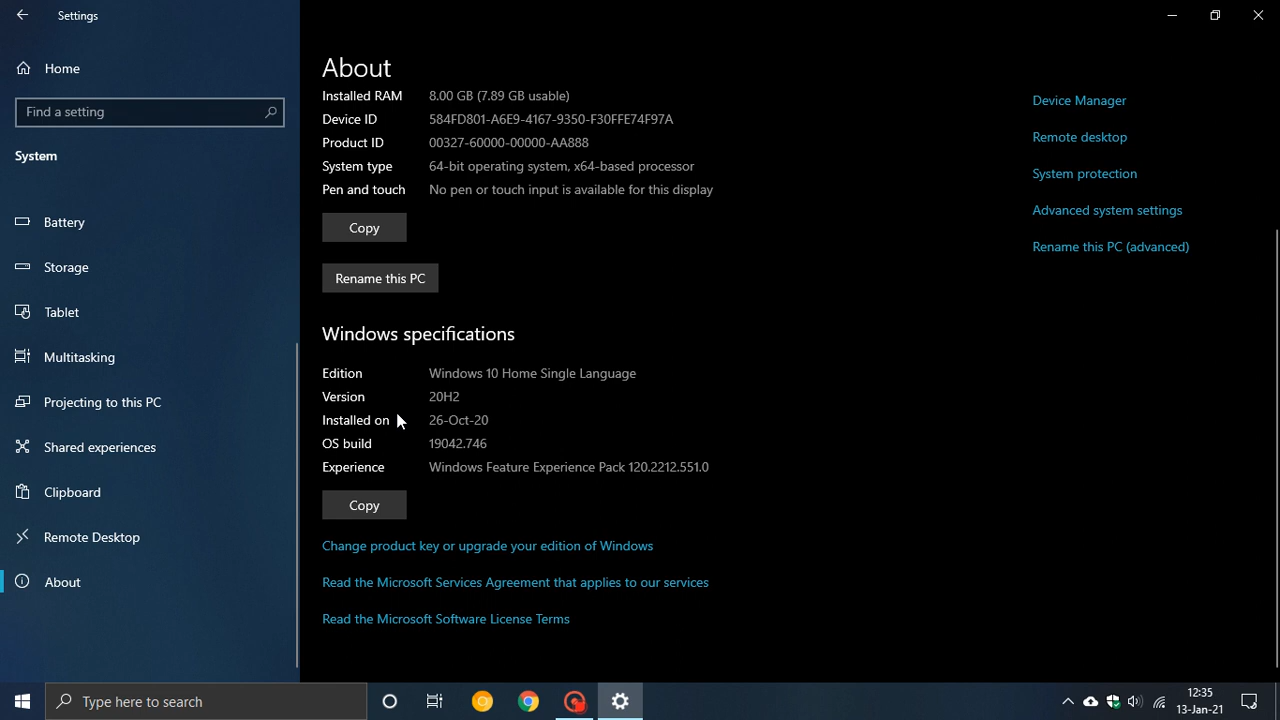 Settings
Home
Find a setting
System
Battery
Storage
Tablet
Multitasking
Projecting to this PC
Shared experiences
Clipboard
Remote Desktop
About
About
Installed RAM 8.00 GB (7.89 GB usable)
Device ID 584FD801-A6E9-4167-9350-F30FFE74F97A
Product ID 00327-60000-00000-AA888
System type 64-bit operating system, x64-based processor
Pen and touch No pen or touch input is available for this display
Copy
Rename this PC
Windows specifications
Edition Windows 10 Home Single Language
Version 20H2
Installed on 26-Oct-20
OS build 19042.746
Experience Windows Feature Experience Pack 120.2212.551.0
Copy
Change product key or upgrade your edition of Windows
Read the Microsoft Services Agreement that applies to our services
Read the Microsoft Software License Terms
Device Manager
Remote desktop
System protection
Advanced system settings
Rename this PC (advanced)
Type here to search
12:35
13-Jan-21